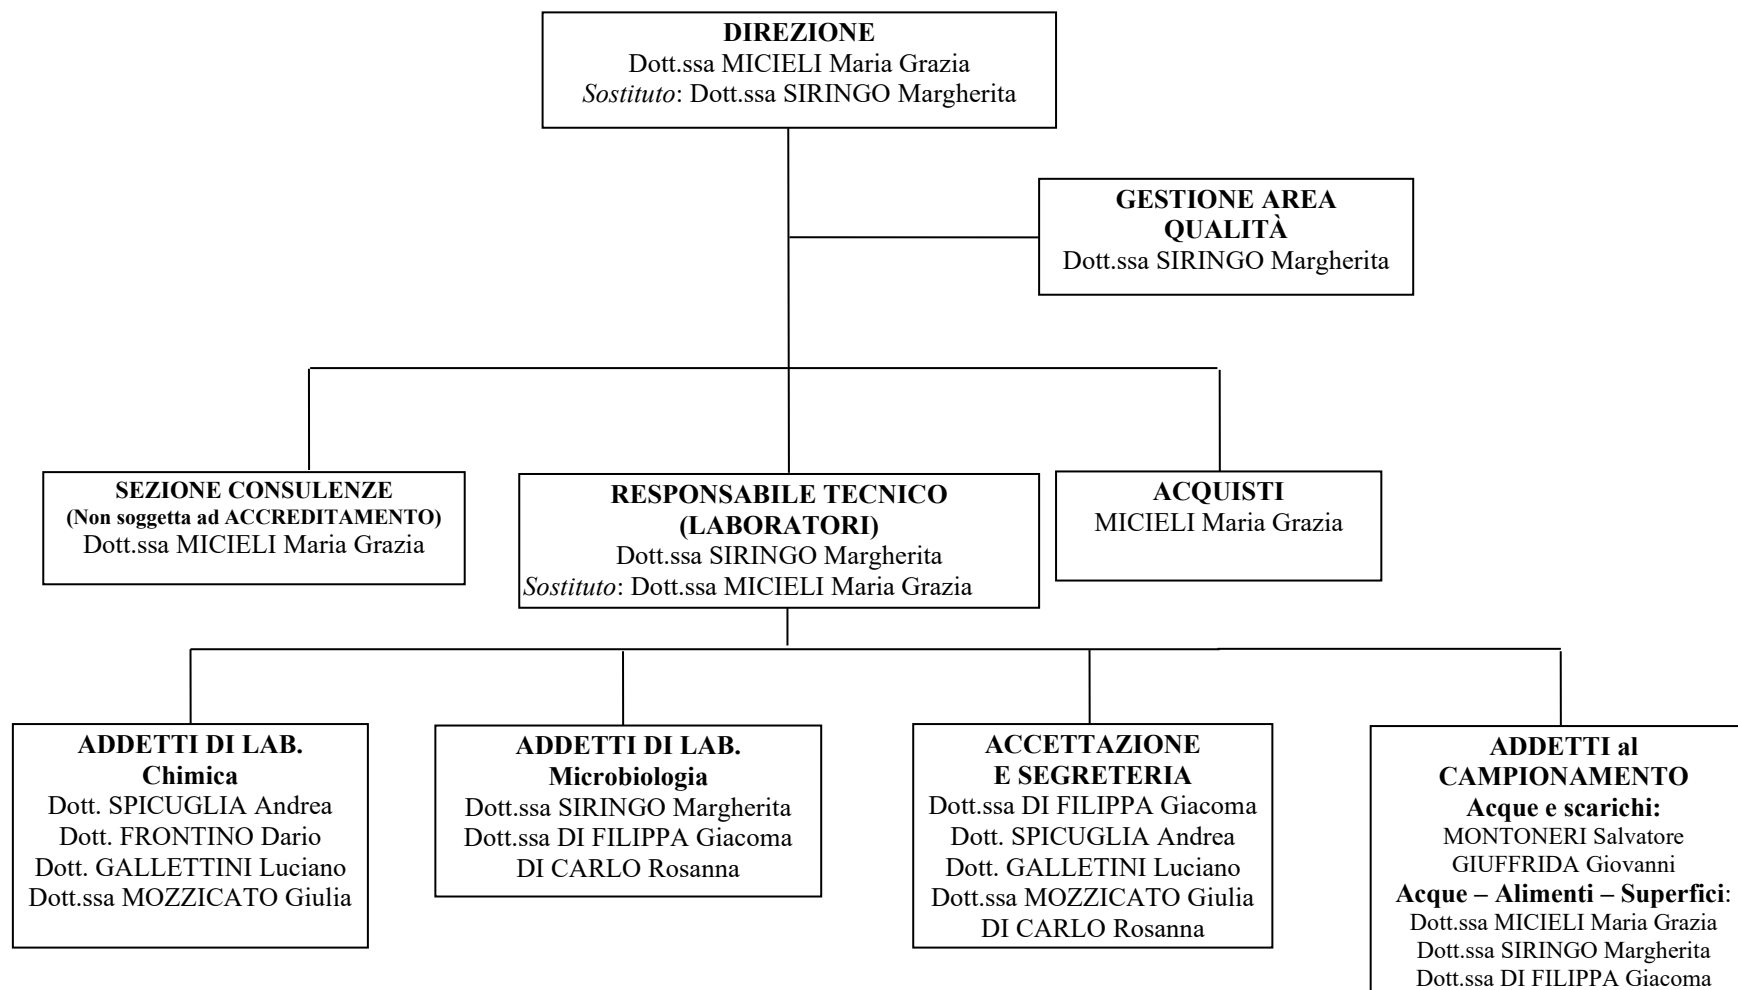 DIREZIONE
Dott.ssa MICIELI Maria Grazia
Sostituto: Dott.ssa SIRINGO Margherita
GESTIONE AREA
QUALITÀ
Dott.ssa SIRINGO Margherita
SEZIONE CONSULENZE
(Non soggetta ad ACCREDITAMENTO)
Dott.ssa MICIELI Maria Grazia
RESPONSABILE TECNICO
(LABORATORI)
Dott.ssa SIRINGO Margherita
Sostituto: Dott.ssa MICIELI Maria Grazia
ACQUISTI
MICIELI Maria Grazia
ADDETTI DI LAB.
Chimica
Dott. SPICUGLIA Andrea
Dott. FRONTINO Dario
Dott. GALLETTINI Luciano
Dott.ssa MOZZICATO Giulia
ADDETTI DI LAB.
Microbiologia
Dott.ssa SIRINGO Margherita
Dott.ssa DI FILIPPA Giacoma
DI CARLO Rosanna
ACCETTAZIONE
E SEGRETERIA
Dott.ssa DI FILIPPA Giacoma
Dott. SPICUGLIA Andrea
Dott. GALLETINI Luciano
Dott.ssa MOZZICATO Giulia
DI CARLO Rosanna
ADDETTI al
CAMPIONAMENTO
Acque e scarichi:
MONTONERI Salvatore
GIUFFRIDA Giovanni
Acque – Alimenti – Superfici:
Dott.ssa MICIELI Maria Grazia
Dott.ssa SIRINGO Margherita
Dott.ssa DI FILIPPA Giacoma